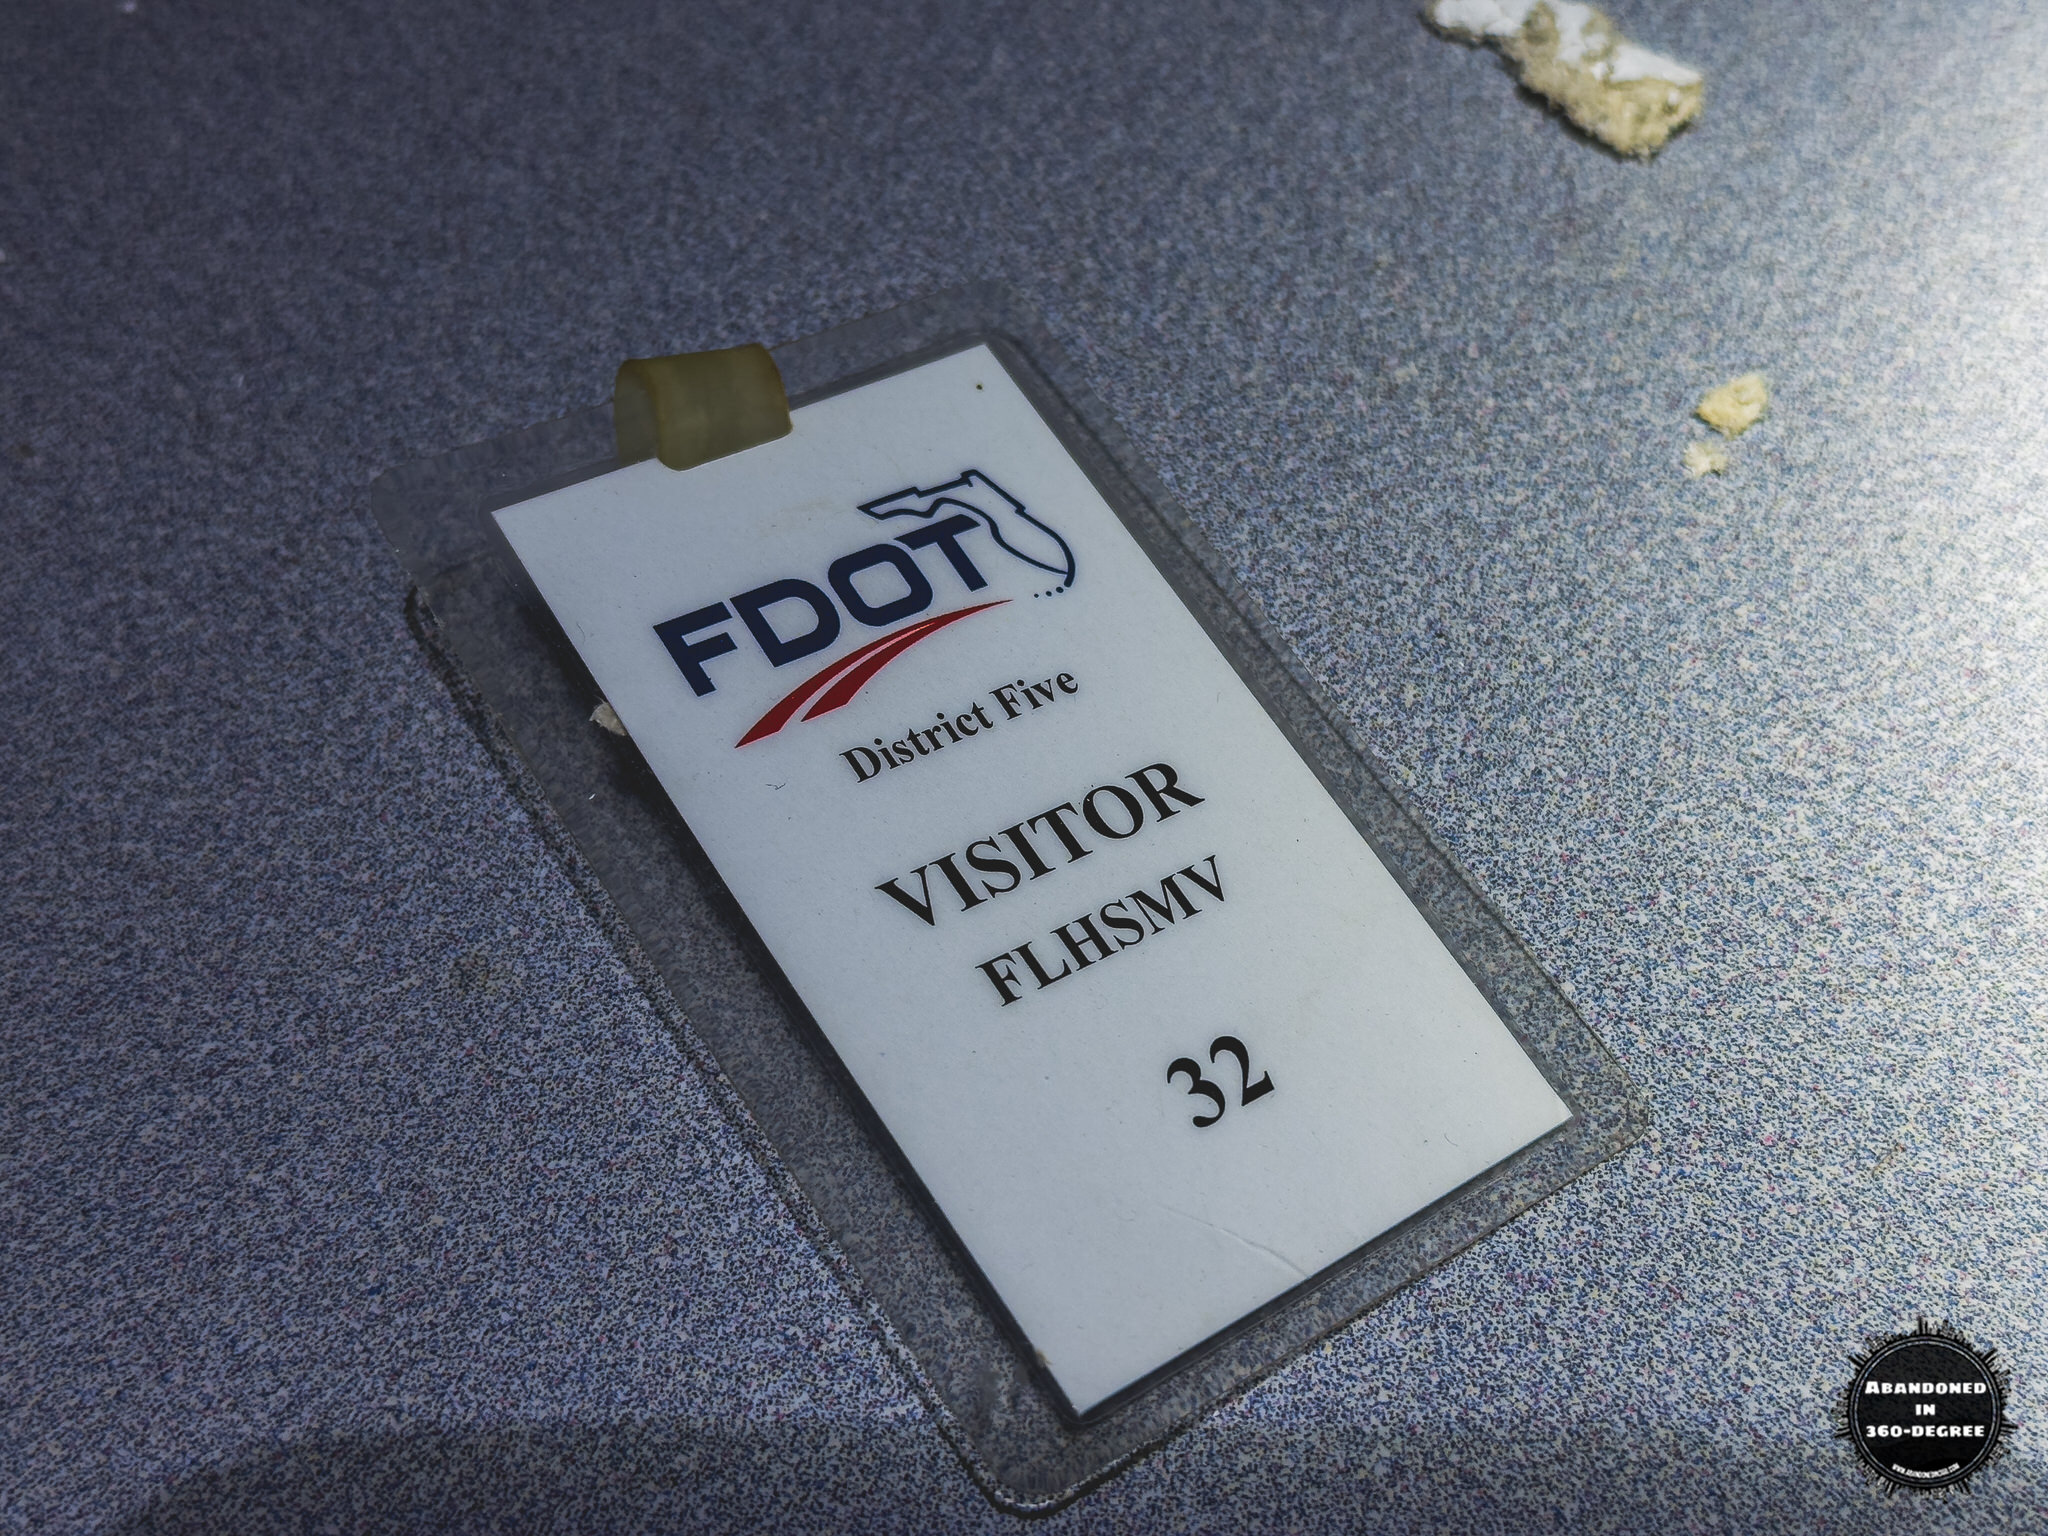 FDOT
District Five
VISITOR
FLHSMV
32
ABANDONED
IN
360-DEGREE